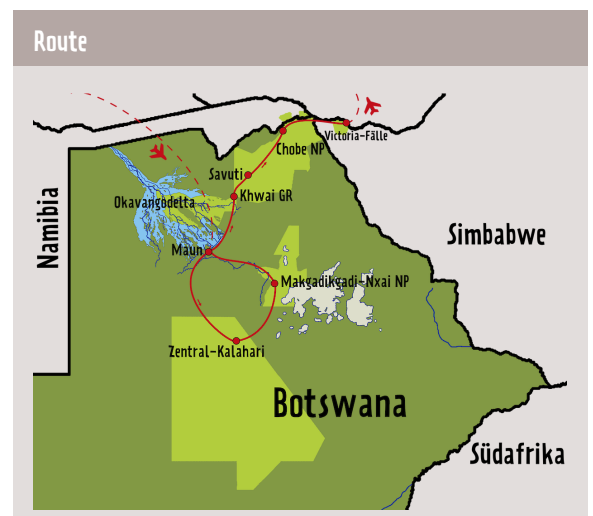 Route
Victoria-Fälle
Chobe NP
Savuti
Khwai GR
Okavangodelta
Namibia
Simbabwe
Maun
Makgadikgadi-Nxai NP
Zentral-Kalahari
Botswana
Südafrika